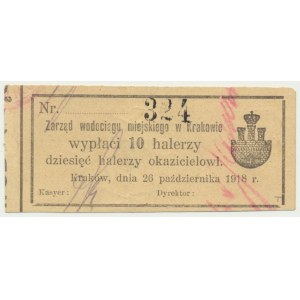 Nr. 324
Zarząd wodociągu miejskiego w Krakowie
wypłaci 10 halerzy
dziesięć halerzy okazicielowi.
Kraków, dnia 26 października 1918 r.
Kasyer: Dyrektor: